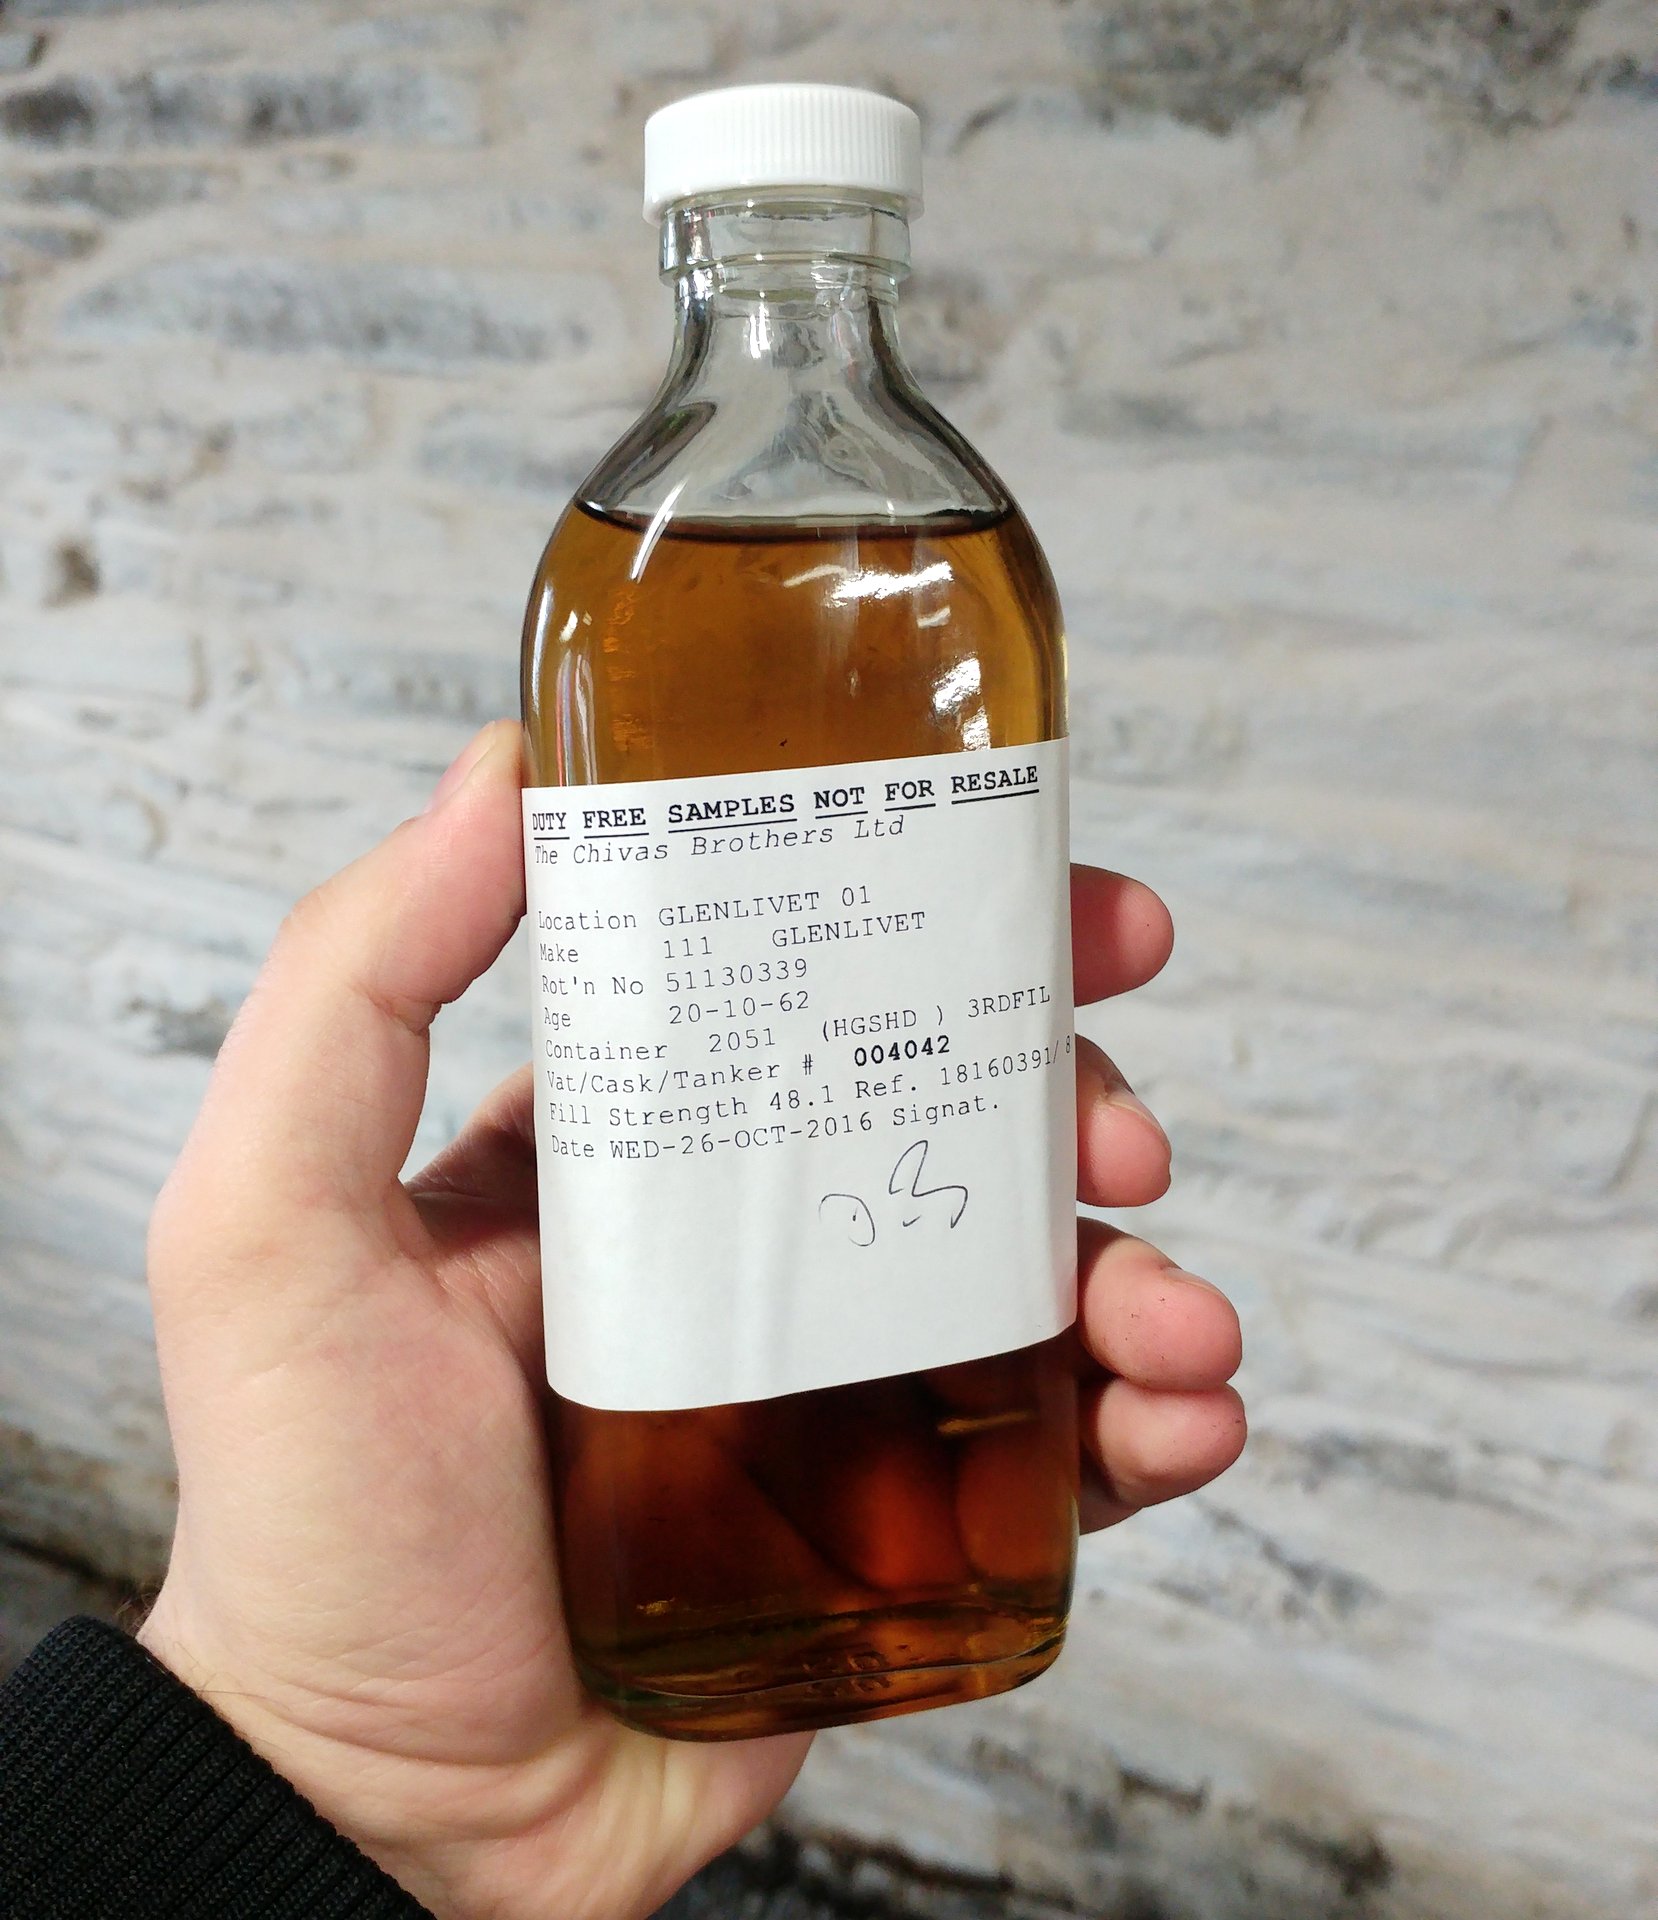 DUTY FREE SAMPLES NOT FOR RESALE
The Chivas Brothers Ltd
Location GLENLIVET 01
Make 111 GLENLIVET
Rot'n No 51130339
Age 20-10-62
Container 2051 (HGSHD ) 3RDFIL
Vat/Cask/Tanker # 004042
Fill Strength 48.1 Ref. 18160391/ 8
Date WED-26-OCT-2016 Signat.